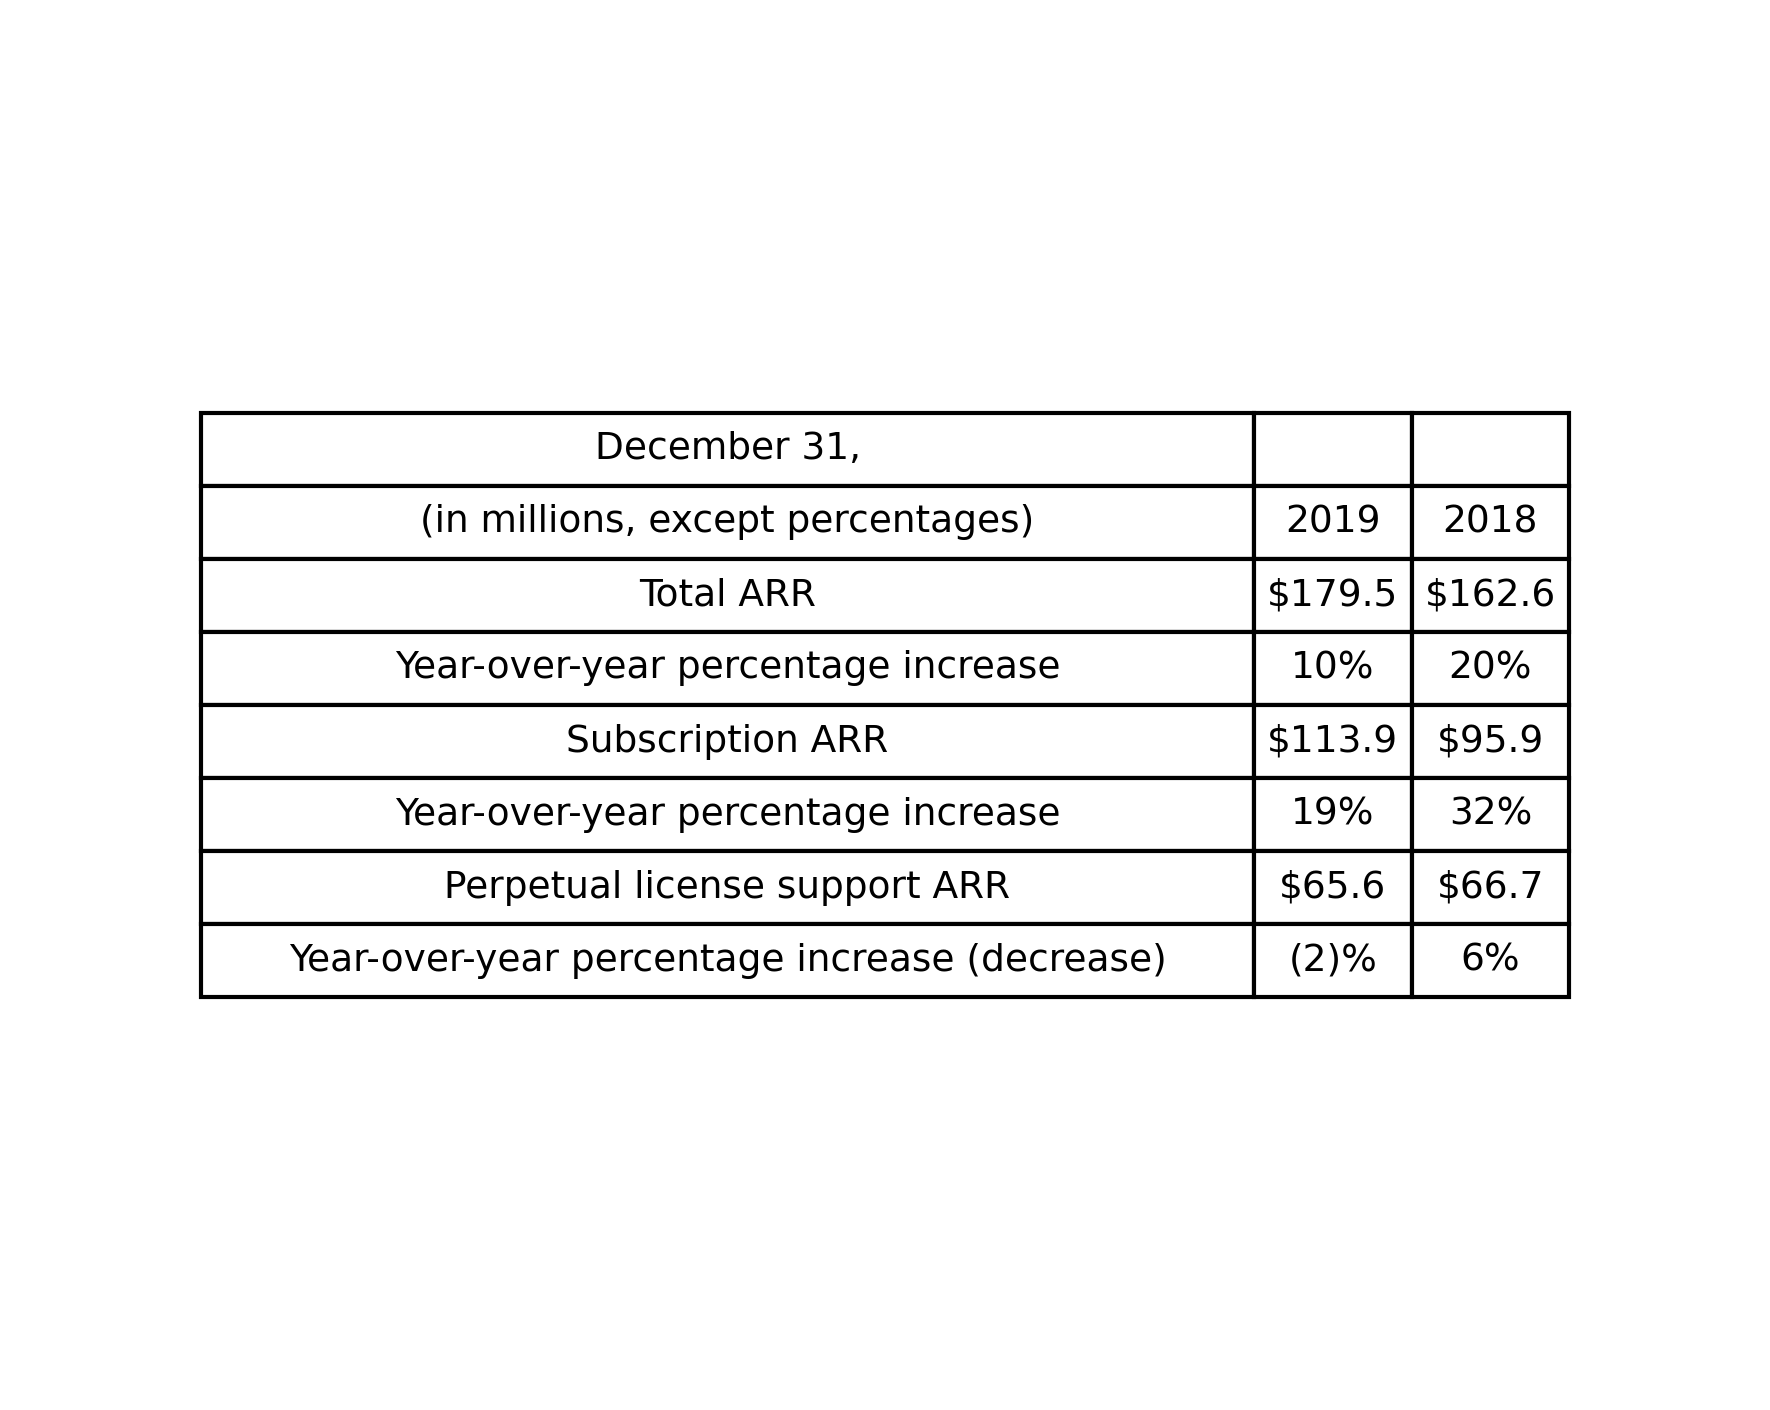 December 31,
(in millions, except percentages) 2019 2018
Total ARR $179.5 $162.6
Year-over-year percentage increase 10% 20%
Subscription ARR $113.9 $95.9
Year-over-year percentage increase 19% 32%
Perpetual license support ARR $65.6 $66.7
Year-over-year percentage increase (decrease) (2)% 6%